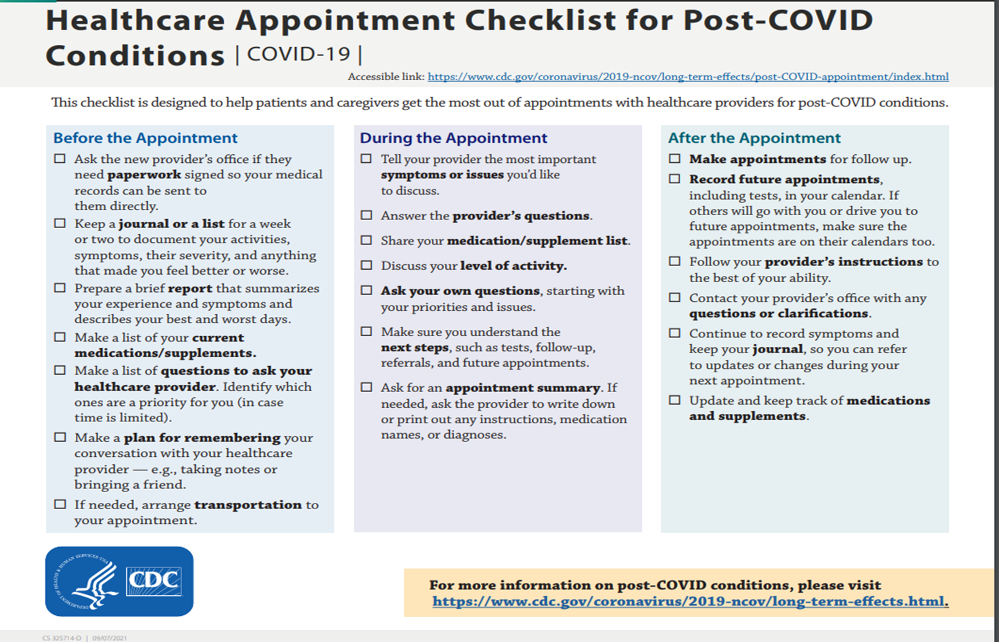 Healthcare Appointment Checklist for Post-COVID
Conditions | COVID-19 |
Accessible link: https://www.cdc.gov/coronavirus/2019-ncov/long-term-effects/post-COVID-appointment/index.html
This checklist is designed to help patients and caregivers get the most out of appointments with healthcare providers for post-COVID conditions.
Before the Appointment
☐ Ask the new provider’s office if they
need paperwork signed so your medical
records can be sent to
them directly.
☐ Keep a journal or a list for a week
or two to document your activities,
symptoms, their severity, and anything
that made you feel better or worse.
☐ Prepare a brief report that summarizes
your experience and symptoms and
describes your best and worst days.
☐ Make a list of your current
medications/supplements.
☐ Make a list of questions to ask your
healthcare provider. Identify which
ones are a priority for you (in case
time is limited).
☐ Make a plan for remembering your
conversation with your healthcare
provider — e.g., taking notes or
bringing a friend.
☐ If needed, arrange transportation to
your appointment.
During the Appointment
☐ Tell your provider the most important
symptoms or issues you’d like
to discuss.
☐ Answer the provider’s questions.
☐ Share your medication/supplement list.
☐ Discuss your level of activity.
☐ Ask your own questions, starting with
your priorities and issues.
☐ Make sure you understand the
next steps, such as tests, follow-up,
referrals, and future appointments.
☐ Ask for an appointment summary. If
needed, ask the provider to write down
or print out any instructions, medication
names, or diagnoses.
After the Appointment
☐ Make appointments for follow up.
☐ Record future appointments,
including tests, in your calendar. If
others will go with you or drive you to
future appointments, make sure the
appointments are on their calendars too.
☐ Follow your provider’s instructions to
the best of your ability.
☐ Contact your provider’s office with any
questions or clarifications.
☐ Continue to record symptoms and
keep your journal, so you can refer
to updates or changes during your
next appointment.
☐ Update and keep track of medications
and supplements.
DEPARTMENT OF HEALTH & HUMAN SERVICES·USA
CDC
For more information on post-COVID conditions, please visit
https://www.cdc.gov/coronavirus/2019-ncov/long-term-effects.html.
CS 325714-D | 09/07/2021